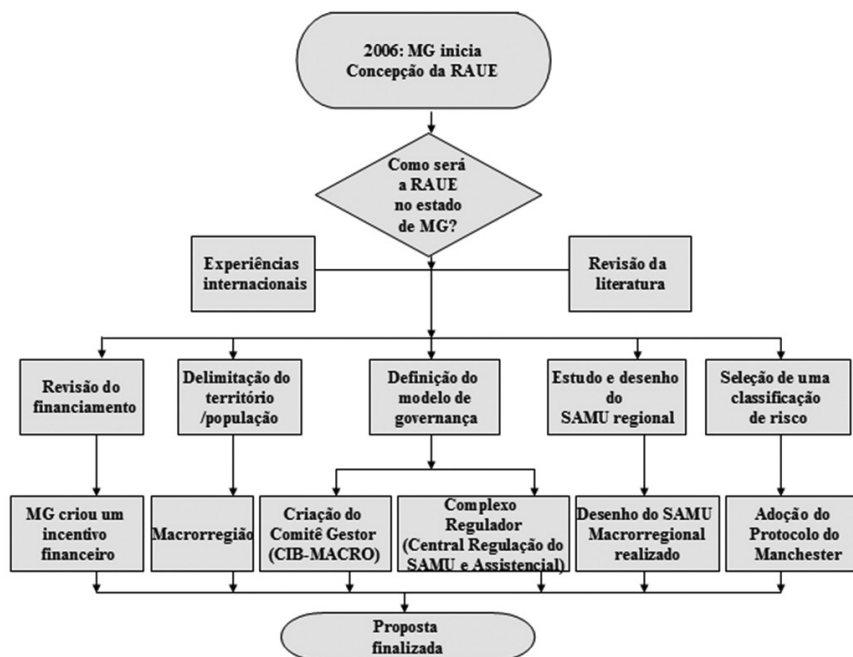 2006: MG inicia
Concepção da RAUE
Como será
a RAUE
no estado
de MG?
Experiências
internacionais
Revisão da
literatura
Revisão do
financiamento
Delimitação do
território
/população
Definição do
modelo de
governança
Estudo e desenho
do
SAMU regional
Seleção de uma
classificação
de risco
MG criou um
incentivo
financeiro
Macrorregião
Criação do
Comitê Gestor
(CIB-MACRO)
Complexo
Regulador
(Central Regulação do
SAMU e Assistencial)
Desenho do SAMU
Macrorregional
realizado
Adoção do
Protocolo do
Manchester
Proposta
finalizada